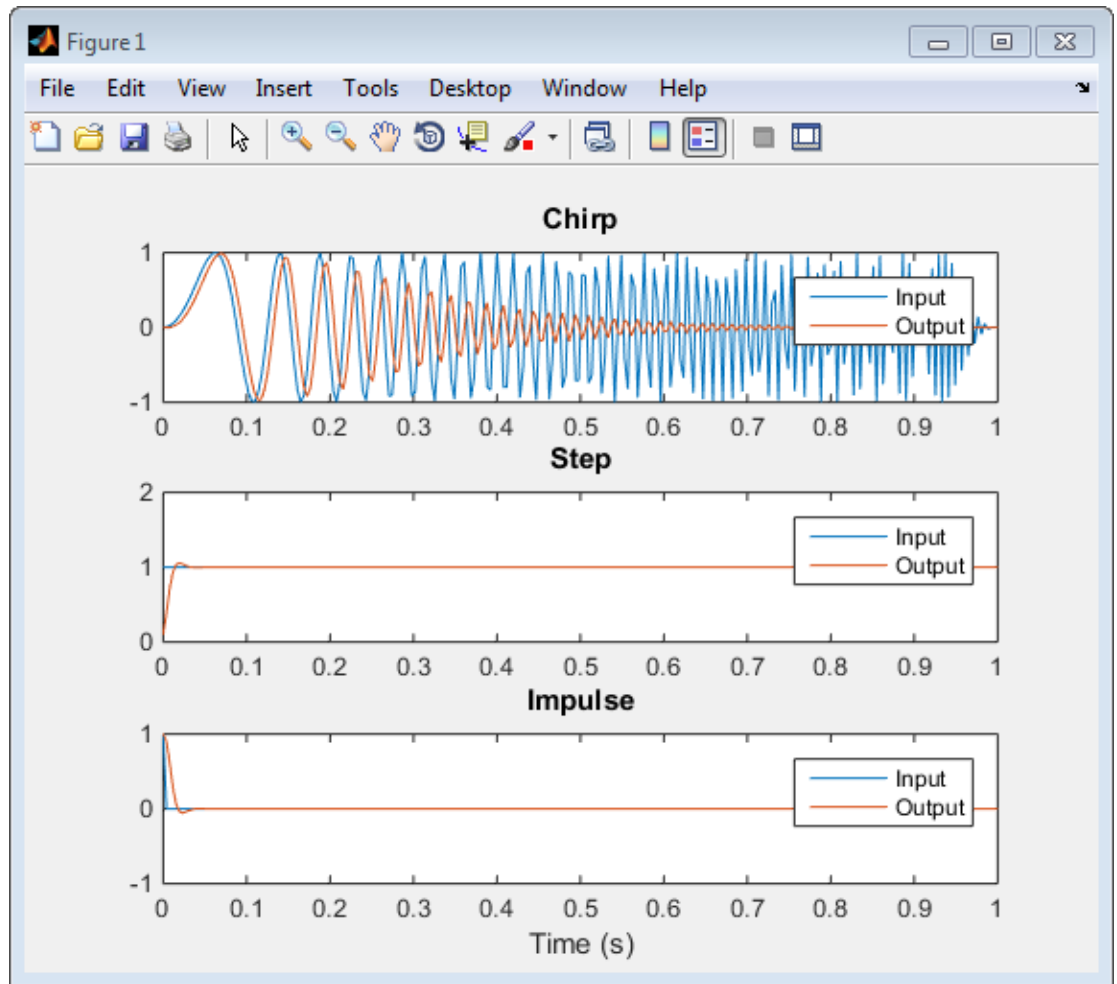 Figure 1
File Edit View Insert Tools Desktop Window Help
Chirp
1
0
-1
Input
Output
0 0.1 0.2 0.3 0.4 0.5 0.6 0.7 0.8 0.9 1
Step
2
1
0
Input
Output
0 0.1 0.2 0.3 0.4 0.5 0.6 0.7 0.8 0.9 1
Impulse
1
0
-1
Input
Output
0 0.1 0.2 0.3 0.4 0.5 0.6 0.7 0.8 0.9 1
Time (s)